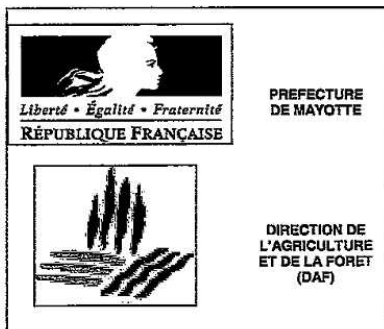 Liberté • Égalité • Fraternité
RÉPUBLIQUE FRANÇAISE
PREFECTURE
DE MAYOTTE
DIRECTION DE
L'AGRICULTURE
ET DE LA FORET
(DAF)